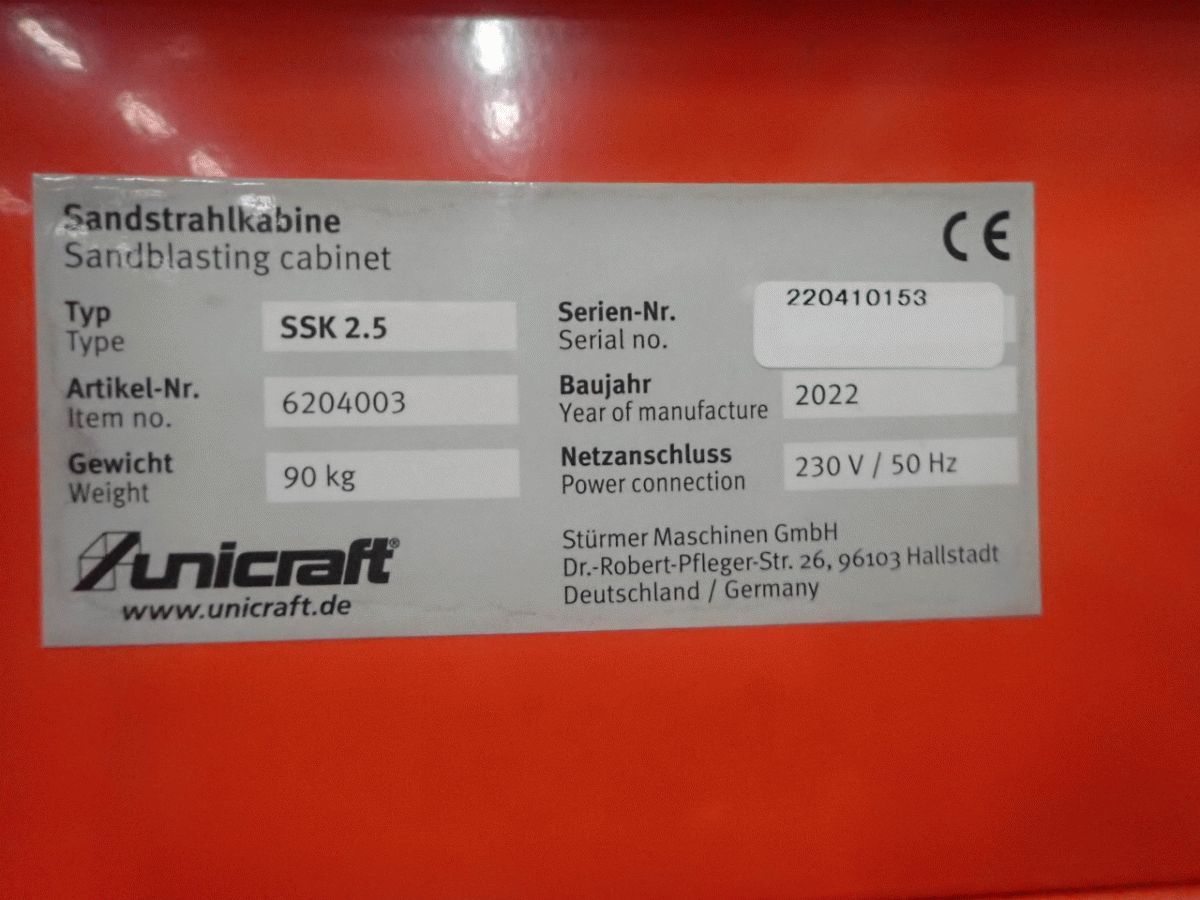 Sandstrahlkabine
Sandblasting cabinet
CE
Typ
Type
SSK 2.5
Serien-Nr.
Serial no.
220410153
Artikel-Nr.
Item no.
6204003
Baujahr
Year of manufacture
2022
Gewicht
Weight
90 kg
Netzanschluss
Power connection
230 V / 50 Hz
unicraft®
www.unicraft.de
Stürmer Maschinen GmbH
Dr.-Robert-Pfleger-Str. 26, 96103 Hallstadt
Deutschland / Germany